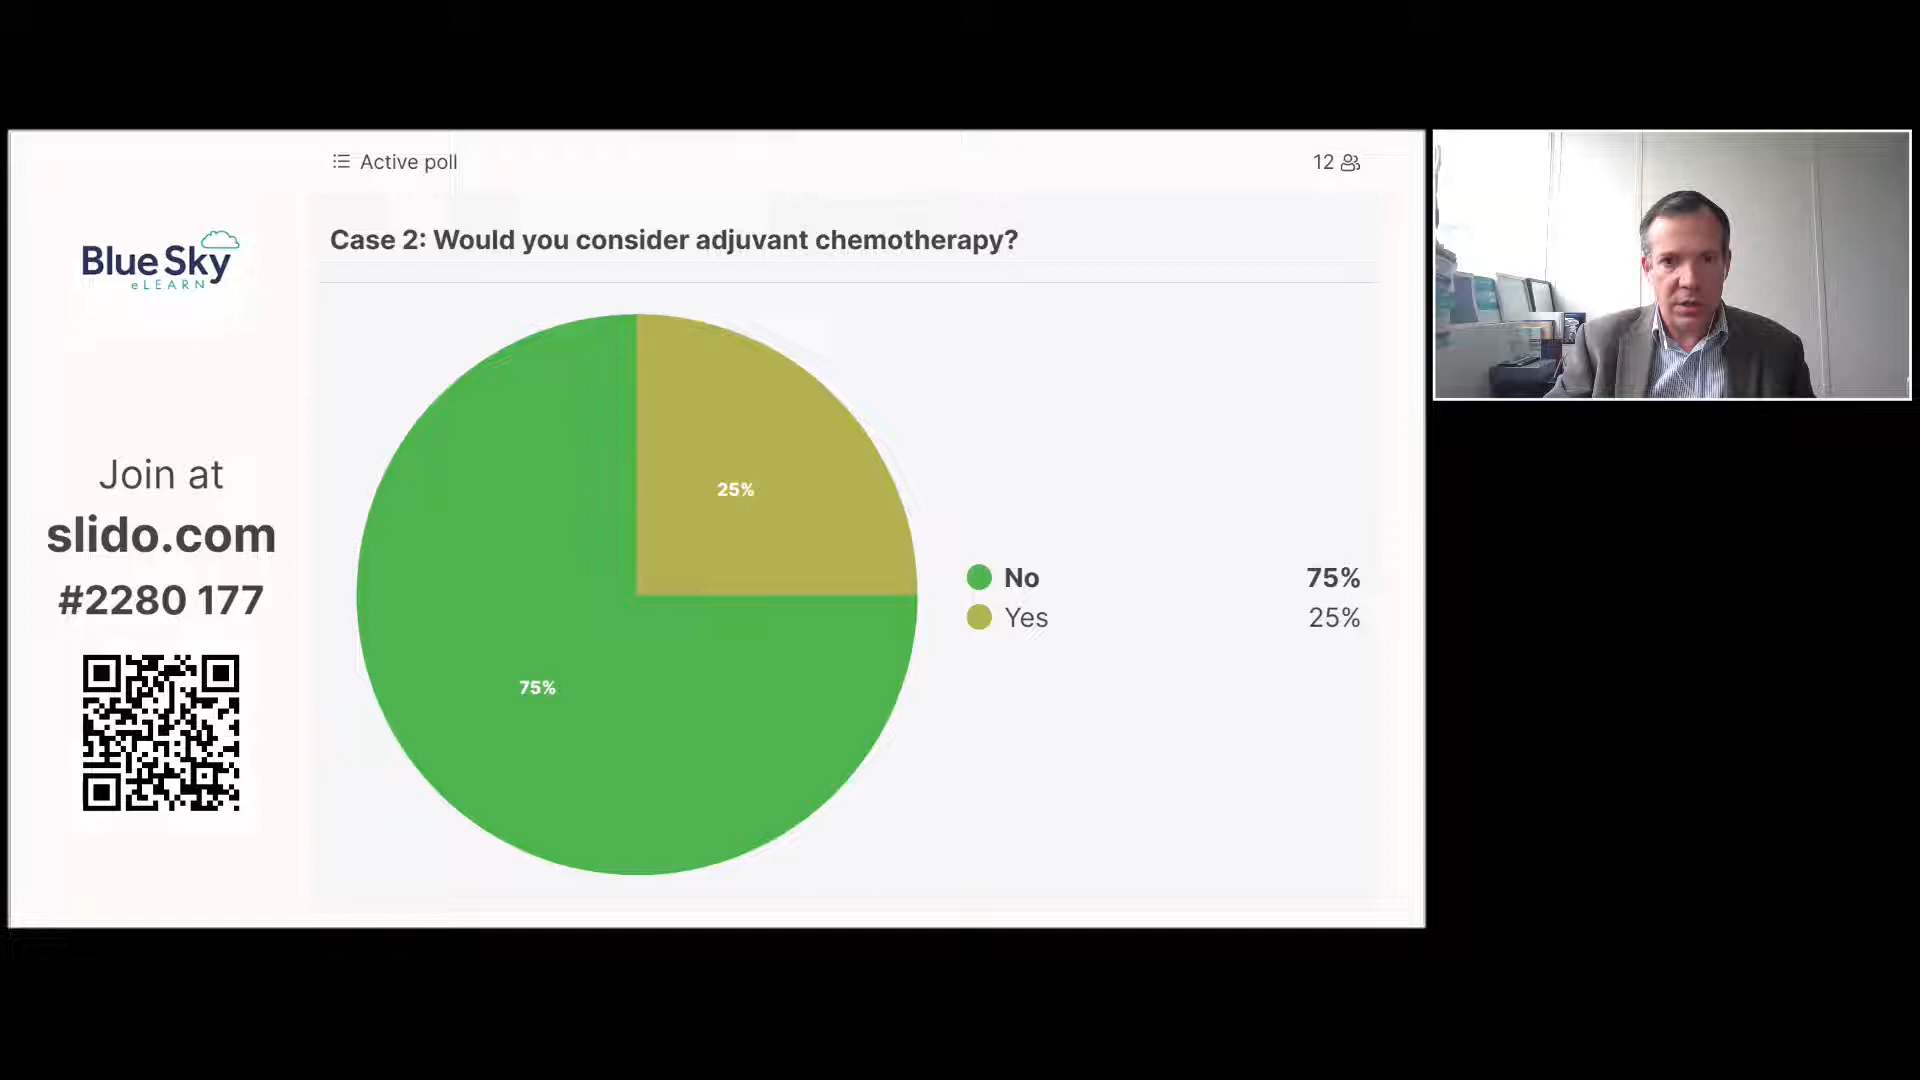 Active poll
12
Blue Sky
eLEARN
Case 2: Would you consider adjuvant chemotherapy?
Join at
slido.com
#2280 177
25%
75%
No 75%
Yes 25%